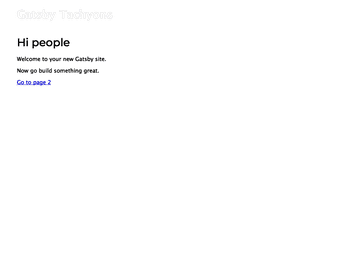 Gatsby Tachyons
Hi people
Welcome to your new Gatsby site.
Now go build something great.
Go to page 2